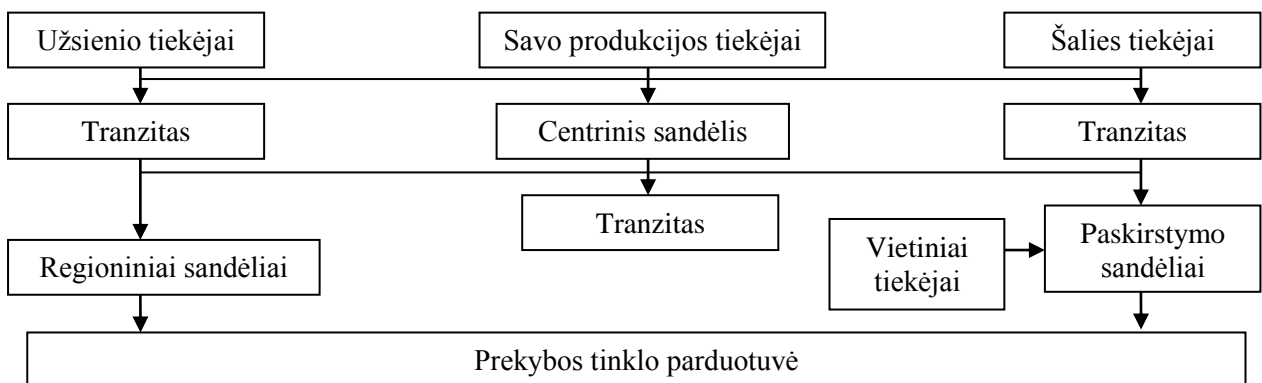 Užsienio tiekėjai
Savo produkcijos tiekėjai
Šalies tiekėjai
Tranzitas
Centrinis sandėlis
Tranzitas
Tranzitas
Vietiniai
tiekėjai
Paskirstymo
sandėliai
Regioniniai sandėliai
Prekybos tinklo parduotuvė